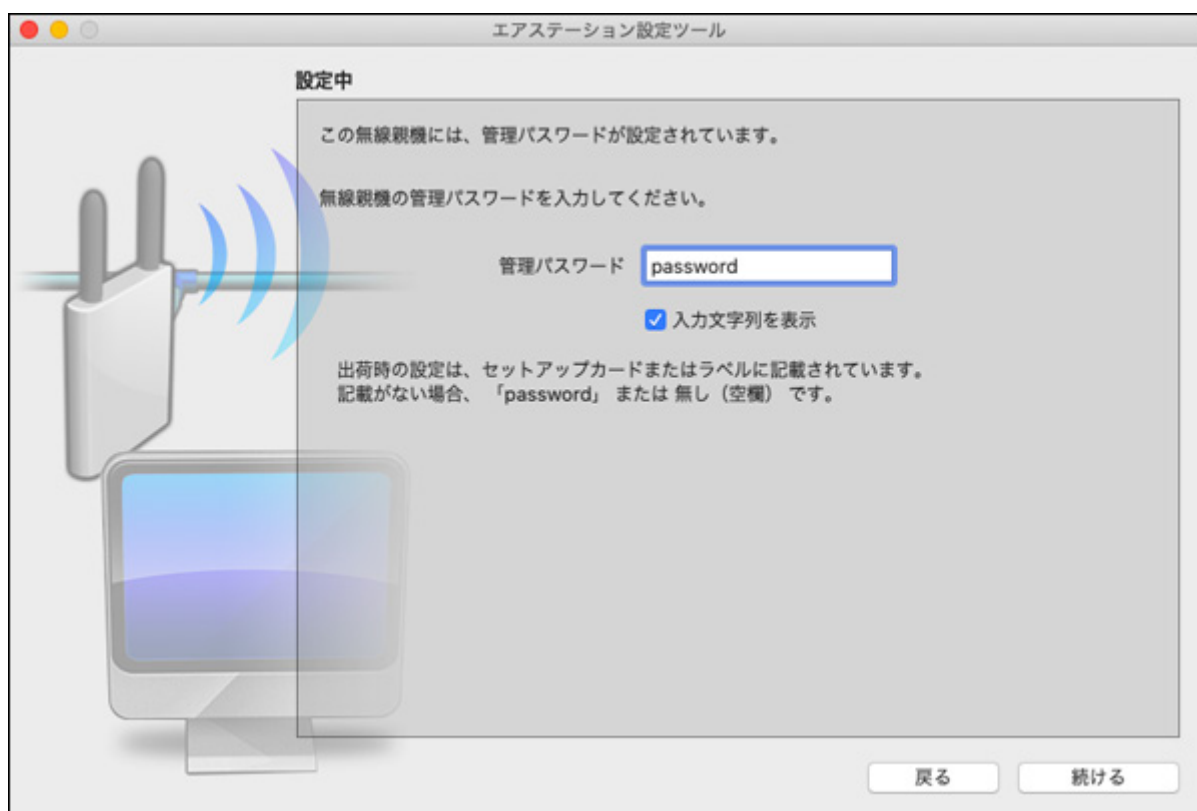 エアステーション設定ツール
設定中
この無線親機には、管理パスワードが設定されています。
無線親機の管理パスワードを入力してください。
管理パスワード password
入力文字列を表示
出荷時の設定は、セットアップカードまたはラベルに記載されています。
記載がない場合、「password」 または 無し（空欄） です。
戻る 続ける